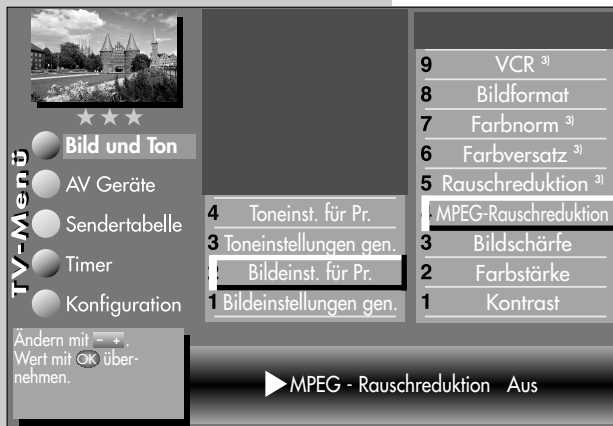 TV-Menü
Bild und Ton
AV Geräte
Sendertabelle
Timer
Konfiguration
Ändern mit - + .
Wert mit OK über-
nehmen.
4 Toneinst. für Pr.
3 Toneinstellungen gen.
2 Bildeinst. für Pr.
1 Bildeinstellungen gen.
9 VCR ³⁾
8 Bildformat
7 Farbnorm ³⁾
6 Farbversatz ³⁾
5 Rauschreduktion ³⁾
4 MPEG-Rauschreduktion
3 Bildschärfe
2 Farbstärke
1 Kontrast
MPEG - Rauschreduktion Aus